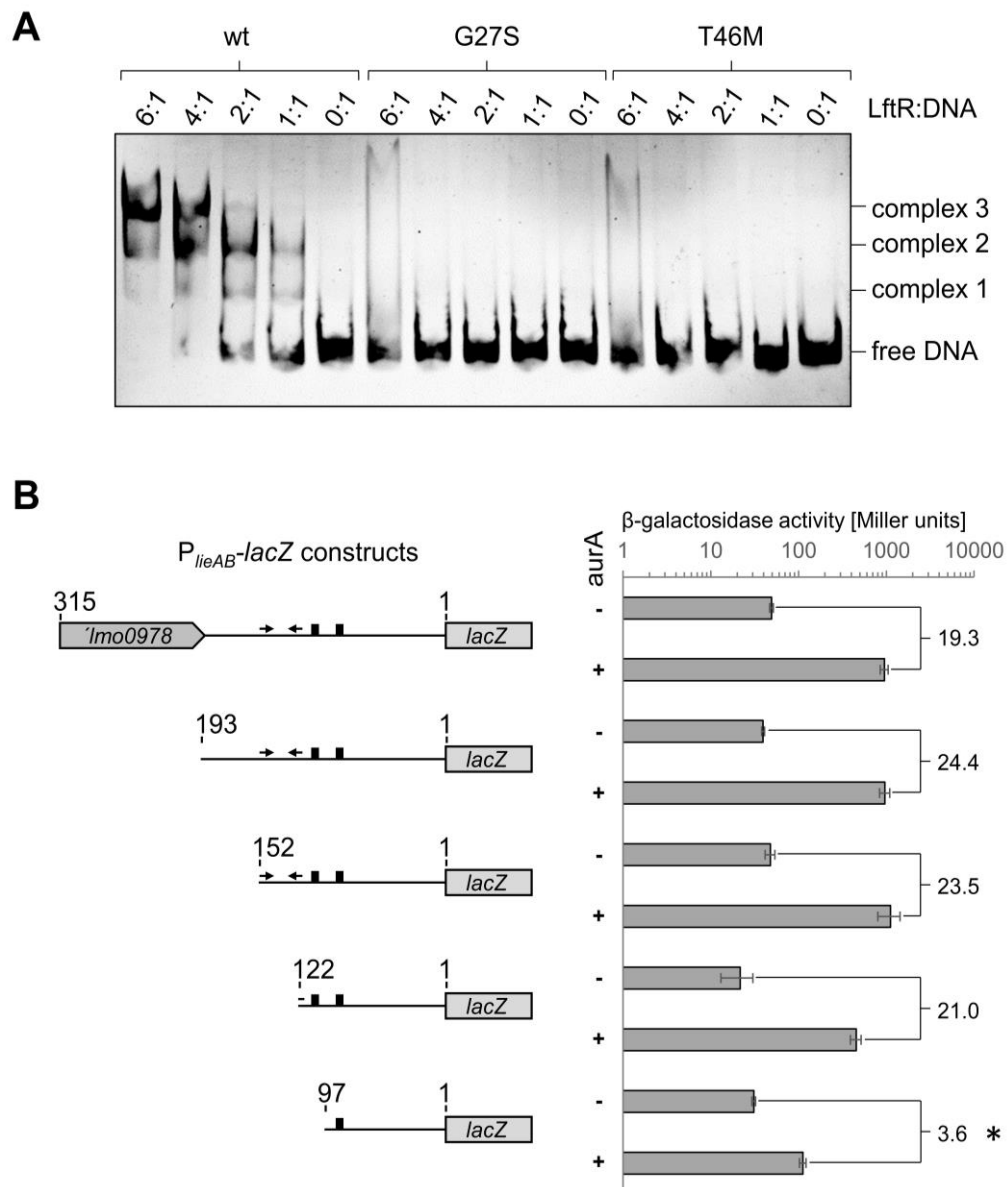 A
wt G27S T46M
6:1 4:1 2:1 1:1 0:1 6:1 4:1 2:1 1:1 0:1 6:1 4:1 2:1 1:1 0:1 LftR:DNA
complex 3
complex 2
complex 1
free DNA
B
β-galactosidase activity [Miller units]
PlieAB-lacZ constructs aurA 1 10 100 1000 10000
315 1 -
´lmo0978 lacZ 19.3
+
193 1 -
lacZ 24.4
+
152 1 -
lacZ 23.5
+
122 1 -
lacZ 21.0
+
97 1 -
lacZ 3.6 *
+